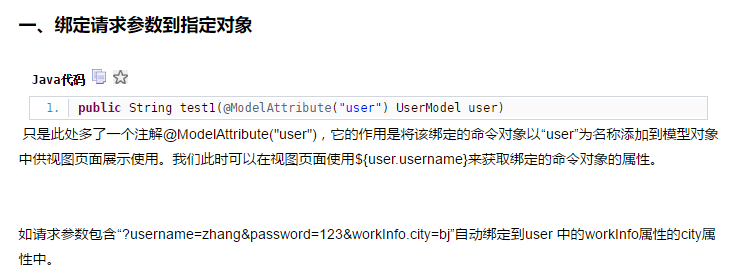 一、绑定请求参数到指定对象
Java代码
1. public String test1(@ModelAttribute("user") UserModel user)
只是此处多了一个注解@ModelAttribute("user")，它的作用是将该绑定的命令对象以“user”为名称添加到模型对象
中供视图页面展示使用。我们此时可以在视图页面使用${user.username}来获取绑定的命令对象的属性。
如请求参数包含“?username=zhang&password=123&workInfo.city=bj”自动绑定到user 中的workInfo属性的city属
性中。